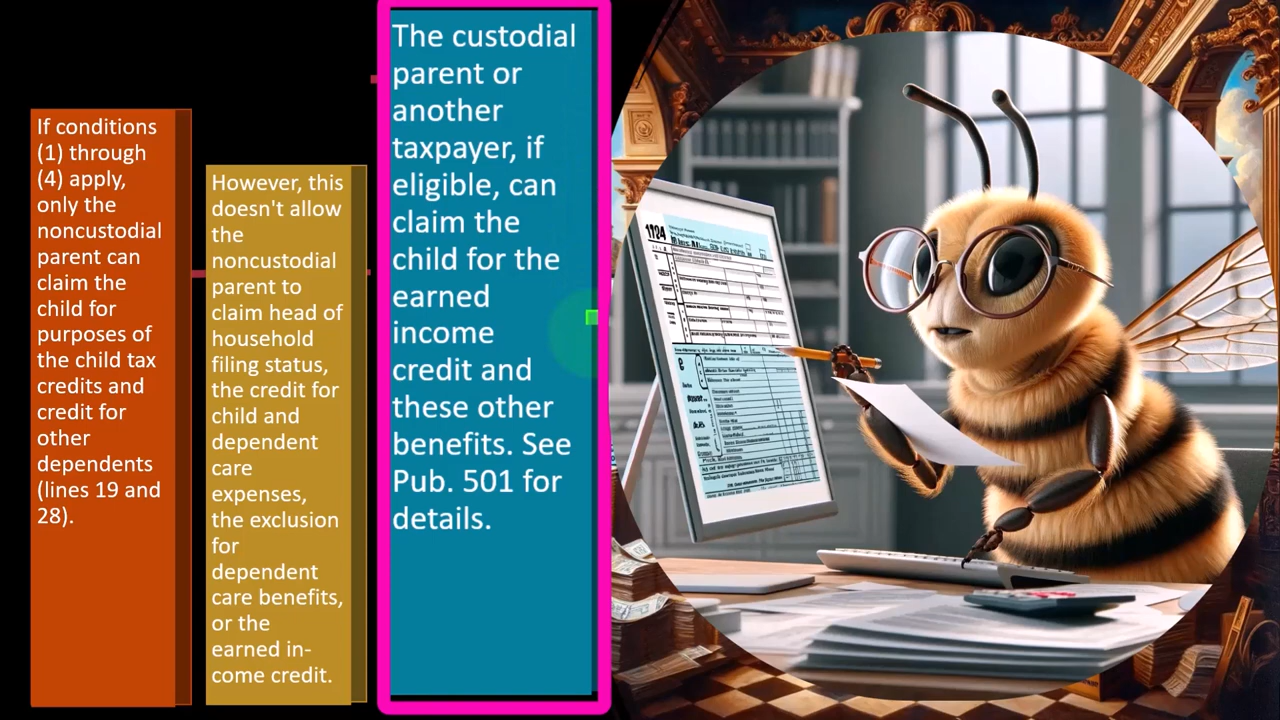 If conditions
(1) through
(4) apply,
only the
noncustodial
parent can
claim the
child for
purposes of
the child tax
credits and
credit for
other
dependents
(lines 19 and
28).
However, this
doesn't allow
the
noncustodial
parent to
claim head of
household
filing status,
the credit for
child and
dependent
care
expenses,
the exclusion
for
dependent
care benefits,
or the
earned in-
come credit.
The custodial
parent or
another
taxpayer, if
eligible, can
claim the
child for the
earned
income
credit and
these other
benefits. See
Pub. 501 for
details.